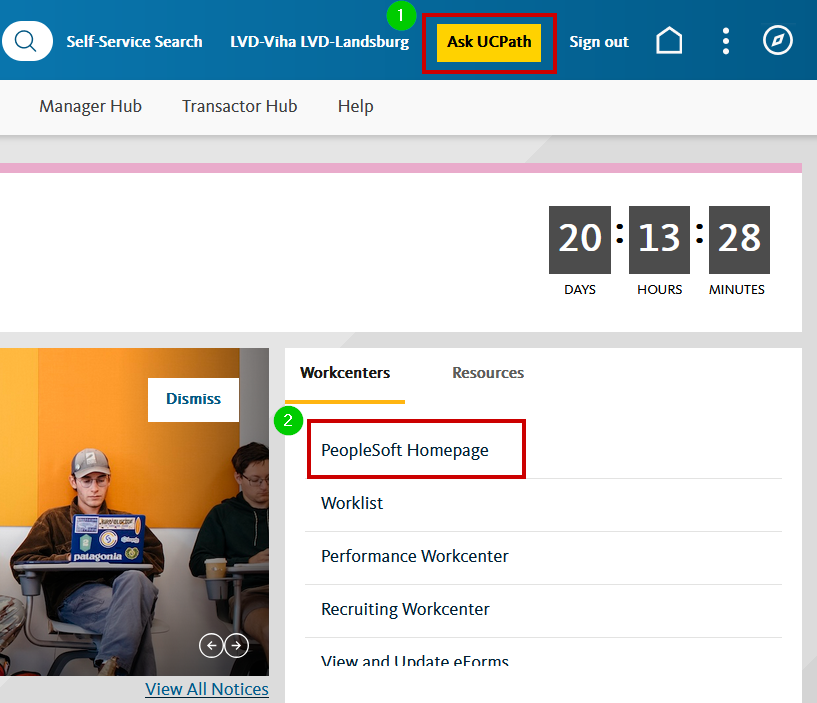 1
Self-Service Search LVD-Viha LVD-Landsburg Ask UCPath Sign out
Manager Hub Transactor Hub Help
20 : 13 : 28
DAYS HOURS MINUTES
Dismiss
patagonia
View All Notices
Workcenters Resources
2
PeopleSoft Homepage
Worklist
Performance Workcenter
Recruiting Workcenter
View and Update eForms